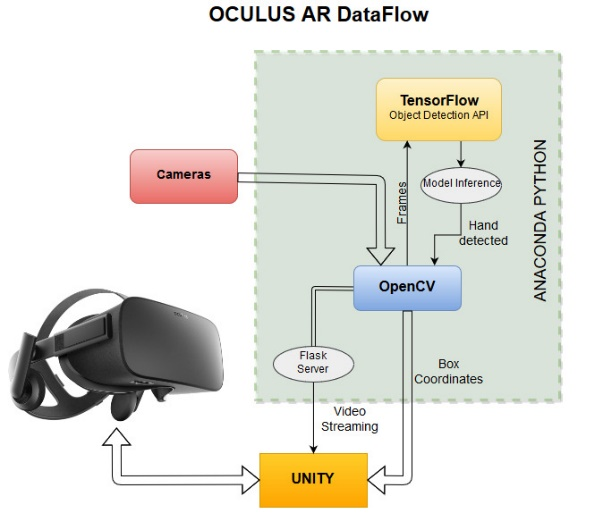 OCULUS AR DataFlow
TensorFlow
Object Detection API
Cameras
Model Inference
Frames
Hand
detected
ANACONDA PYTHON
OpenCV
Flask
Server
Box
Coordinates
Video
Streaming
UNITY